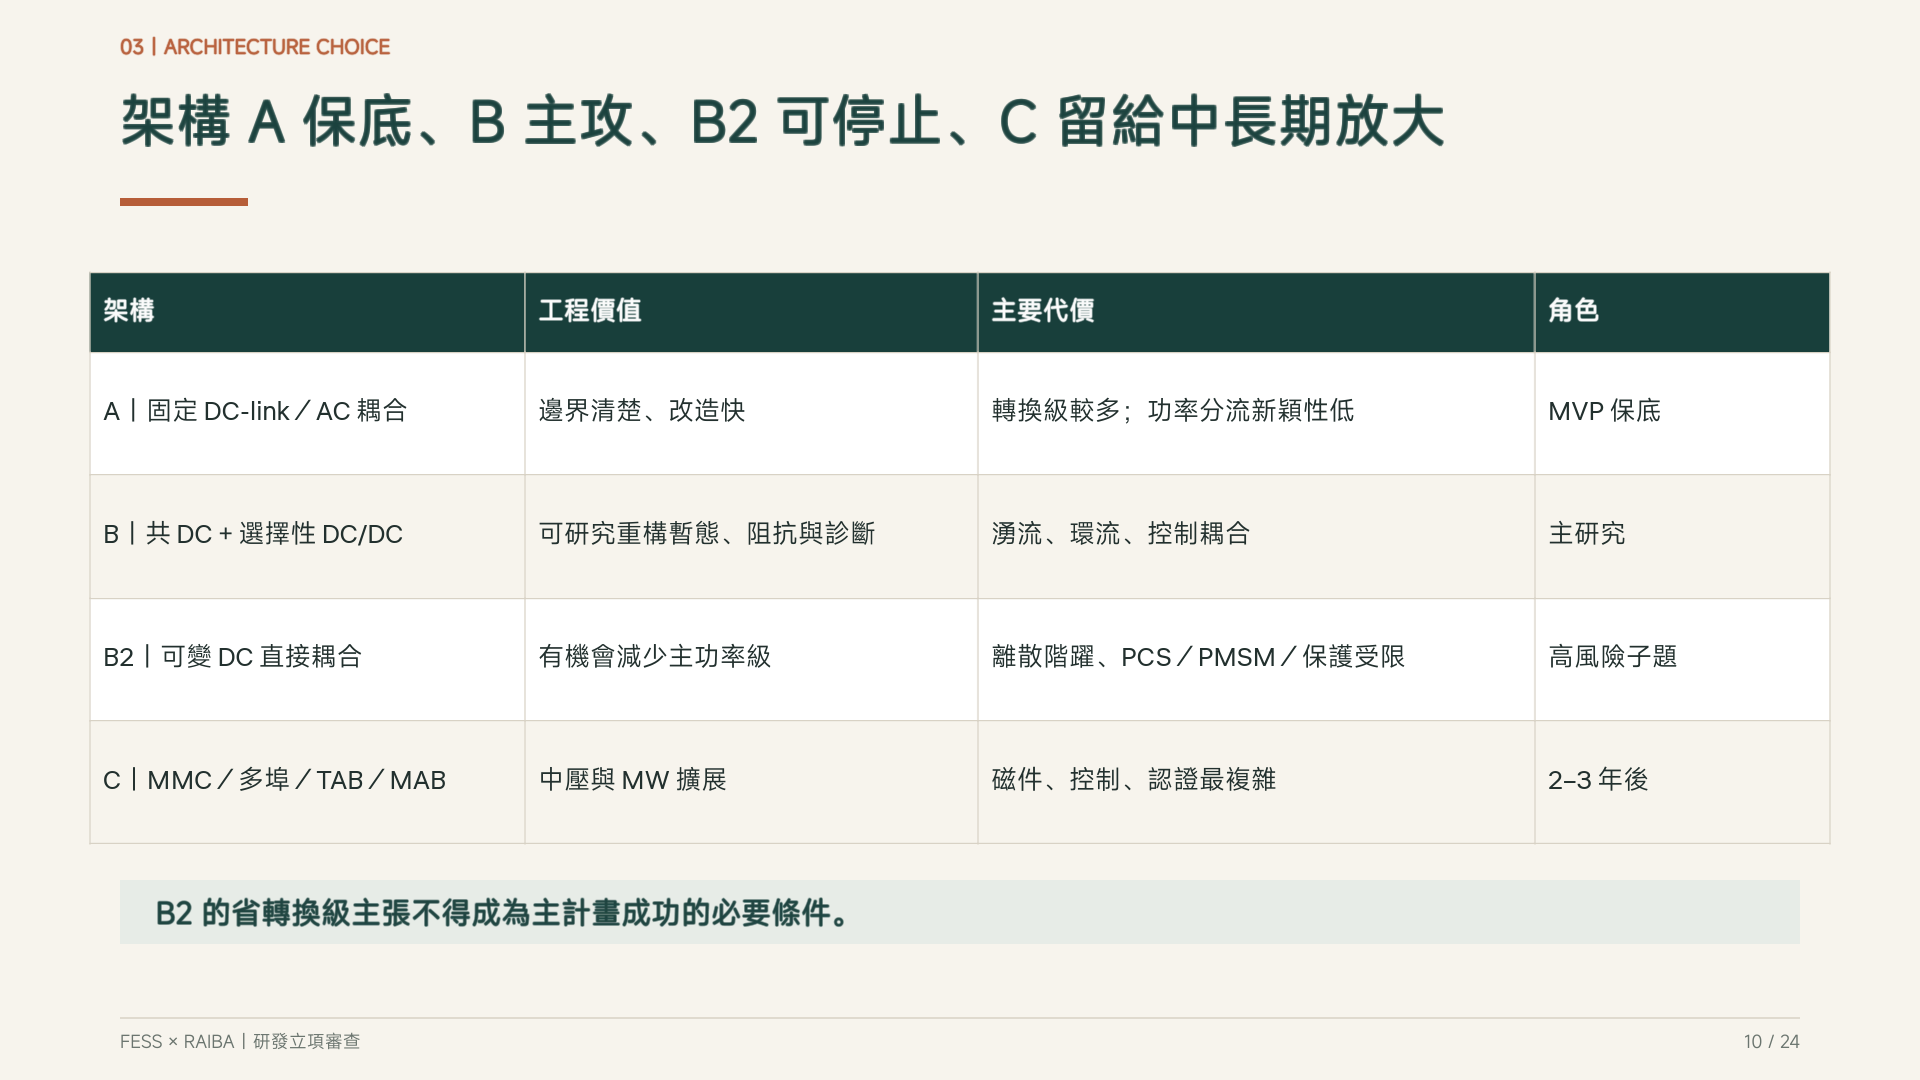 03｜ARCHITECTURE CHOICE
架構 A 保底、B 主攻、B2 可停止、C 留給中長期放大
架構 工程價值 主要代價 角色
A｜固定 DC-link／AC 耦合 邊界清楚、改造快 轉換級較多；功率分流新穎性低 MVP 保底
B｜共 DC + 選擇性 DC/DC 可研究重構暫態、阻抗與診斷 湧流、環流、控制耦合 主研究
B2｜可變 DC 直接耦合 有機會減少主功率級 離散階躍、PCS／PMSM／保護受限 高風險子題
C｜MMC／多埠／TAB／MAB 中壓與 MW 擴展 磁件、控制、認證最複雜 2–3 年後
B2 的省轉換級主張不得成為主計畫成功的必要條件。
FESS × RAIBA｜研發立項審查
10 / 24